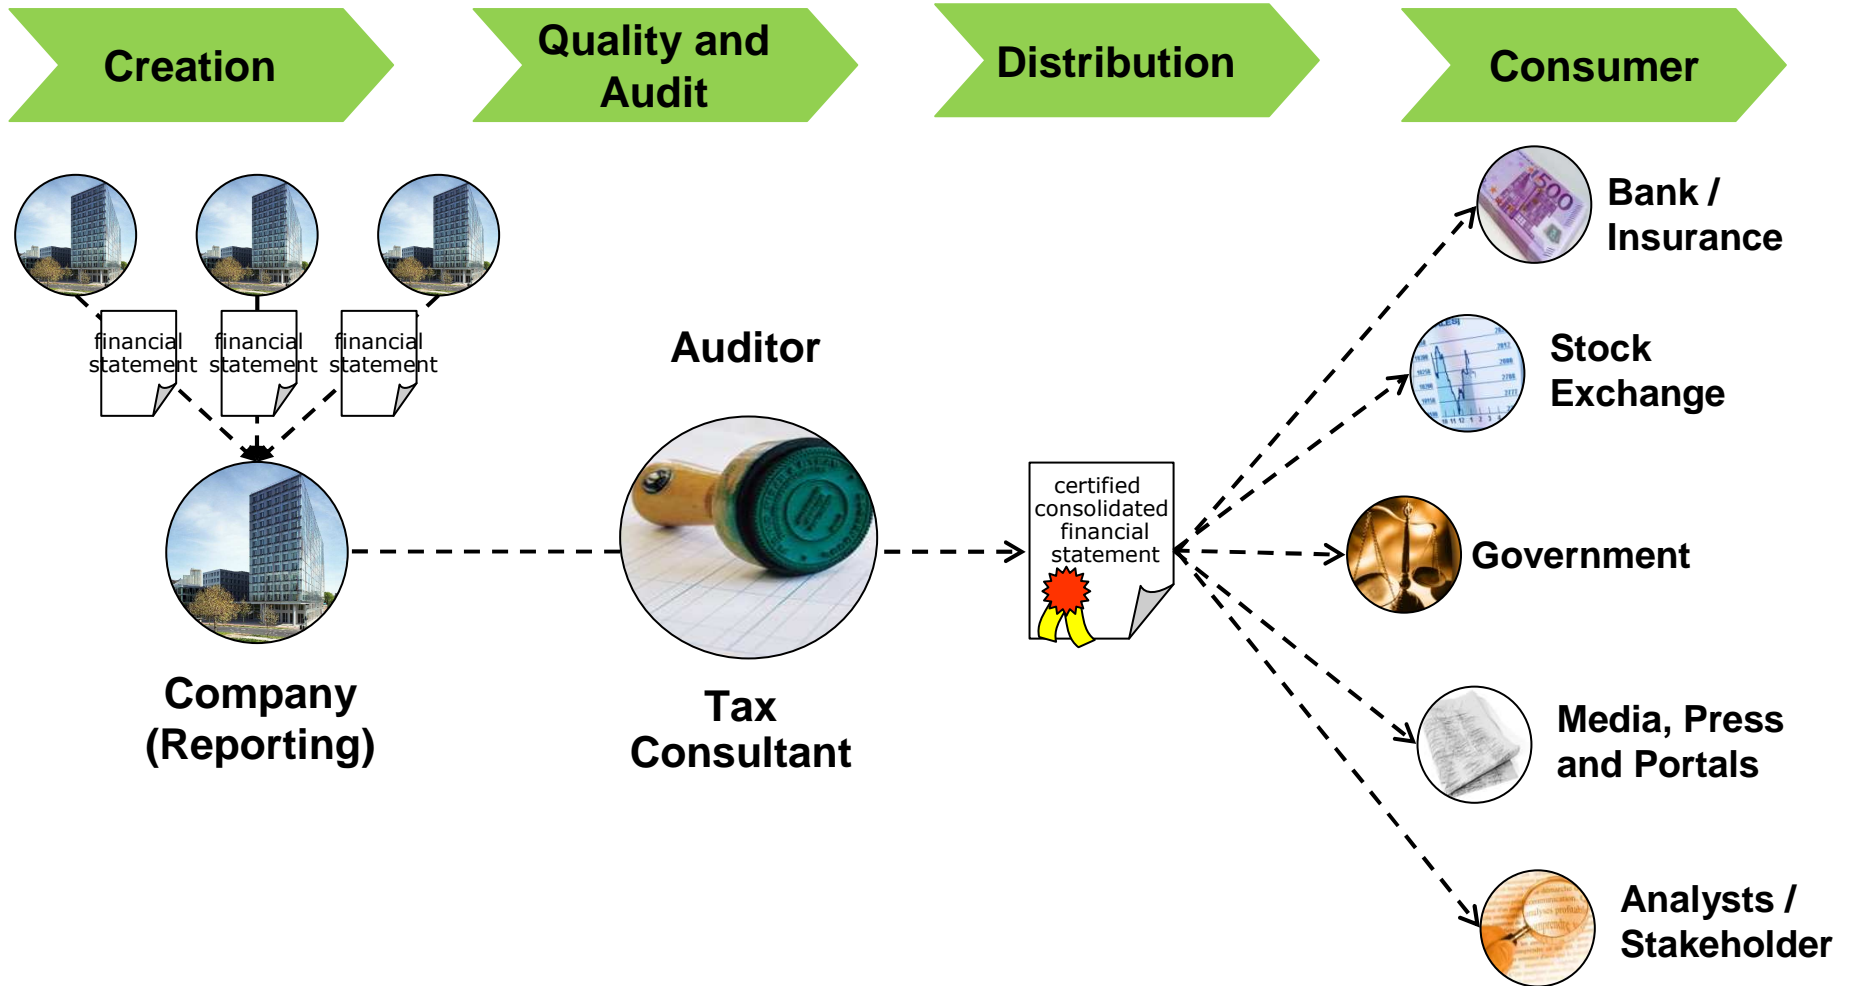 Creation
Quality and
Audit
Distribution
Consumer
financial
statement
financial
statement
financial
statement
Company
(Reporting)
Auditor
Tax
Consultant
certified
consolidated
financial
statement
500
Bank /
Insurance
Stock
Exchange
Government
Media, Press
and Portals
Analysts /
Stakeholder